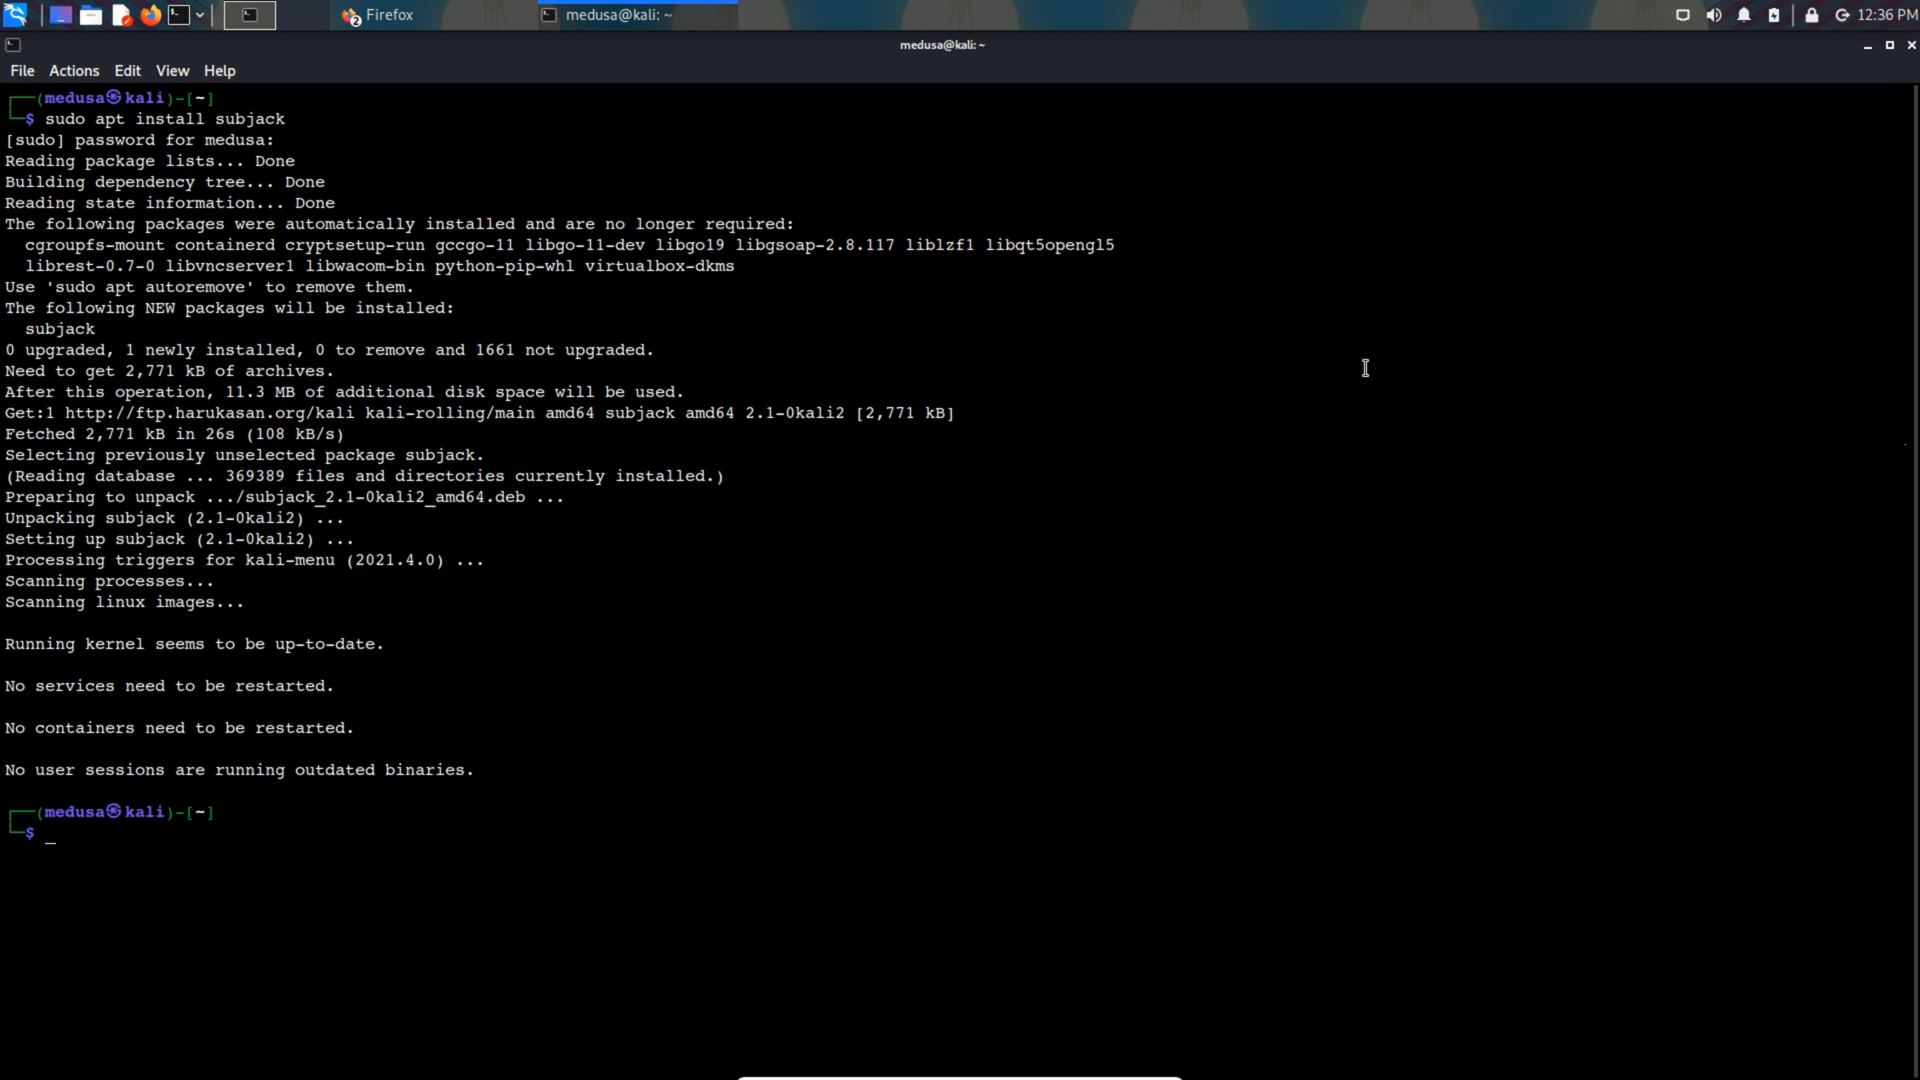 Firefox
medusa@kali: ~
12:36 PM
medusa@kali: ~
File Actions Edit View Help
┌──(medusa㉿kali)-[~]
└─$ sudo apt install subjack
[sudo] password for medusa:
Reading package lists... Done
Building dependency tree... Done
Reading state information... Done
The following packages were automatically installed and are no longer required:
cgroupfs-mount containerd cryptsetup-run gccgo-11 libgo-11-dev libgo19 libgsoap-2.8.117 liblzf1 libqt5opengl5
librest-0.7-0 libvncserver1 libwacom-bin python-pip-whl virtualbox-dkms
Use 'sudo apt autoremove' to remove them.
The following NEW packages will be installed:
subjack
0 upgraded, 1 newly installed, 0 to remove and 1661 not upgraded.
Need to get 2,771 kB of archives.
After this operation, 11.3 MB of additional disk space will be used.
Get:1 http://ftp.harukasan.org/kali kali-rolling/main amd64 subjack amd64 2.1-0kali2 [2,771 kB]
Fetched 2,771 kB in 26s (108 kB/s)
Selecting previously unselected package subjack.
(Reading database ... 369389 files and directories currently installed.)
Preparing to unpack .../subjack_2.1-0kali2_amd64.deb ...
Unpacking subjack (2.1-0kali2) ...
Setting up subjack (2.1-0kali2) ...
Processing triggers for kali-menu (2021.4.0) ...
Scanning processes...
Scanning linux images...
Running kernel seems to be up-to-date.
No services need to be restarted.
No containers need to be restarted.
No user sessions are running outdated binaries.
┌──(medusa㉿kali)-[~]
└─$ _